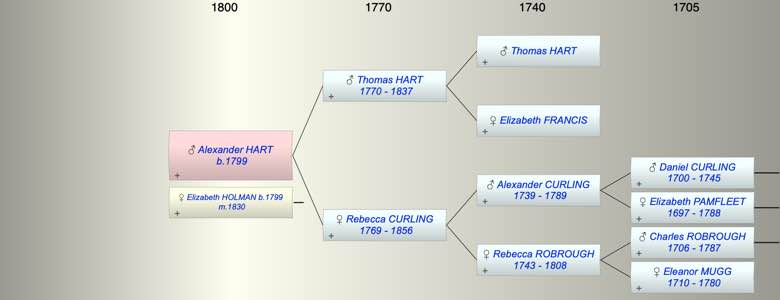 1800 1770 1740 1705
♂ Thomas HART
♂ Thomas HART
1770 - 1837
♀ Elizabeth FRANCIS
♂ Alexander HART
b.1799
♀ Elizabeth HOLMAN b.1799
m.1830
♂ Daniel CURLING
1700 - 1745
♂ Alexander CURLING
1739 - 1789
♀ Elizabeth PAMFLEET
1697 - 1788
♀ Rebecca CURLING
1769 - 1856
♂ Charles ROBROUGH
1706 - 1787
♀ Rebecca ROBROUGH
1743 - 1808
♀ Eleanor MUGG
1710 - 1780